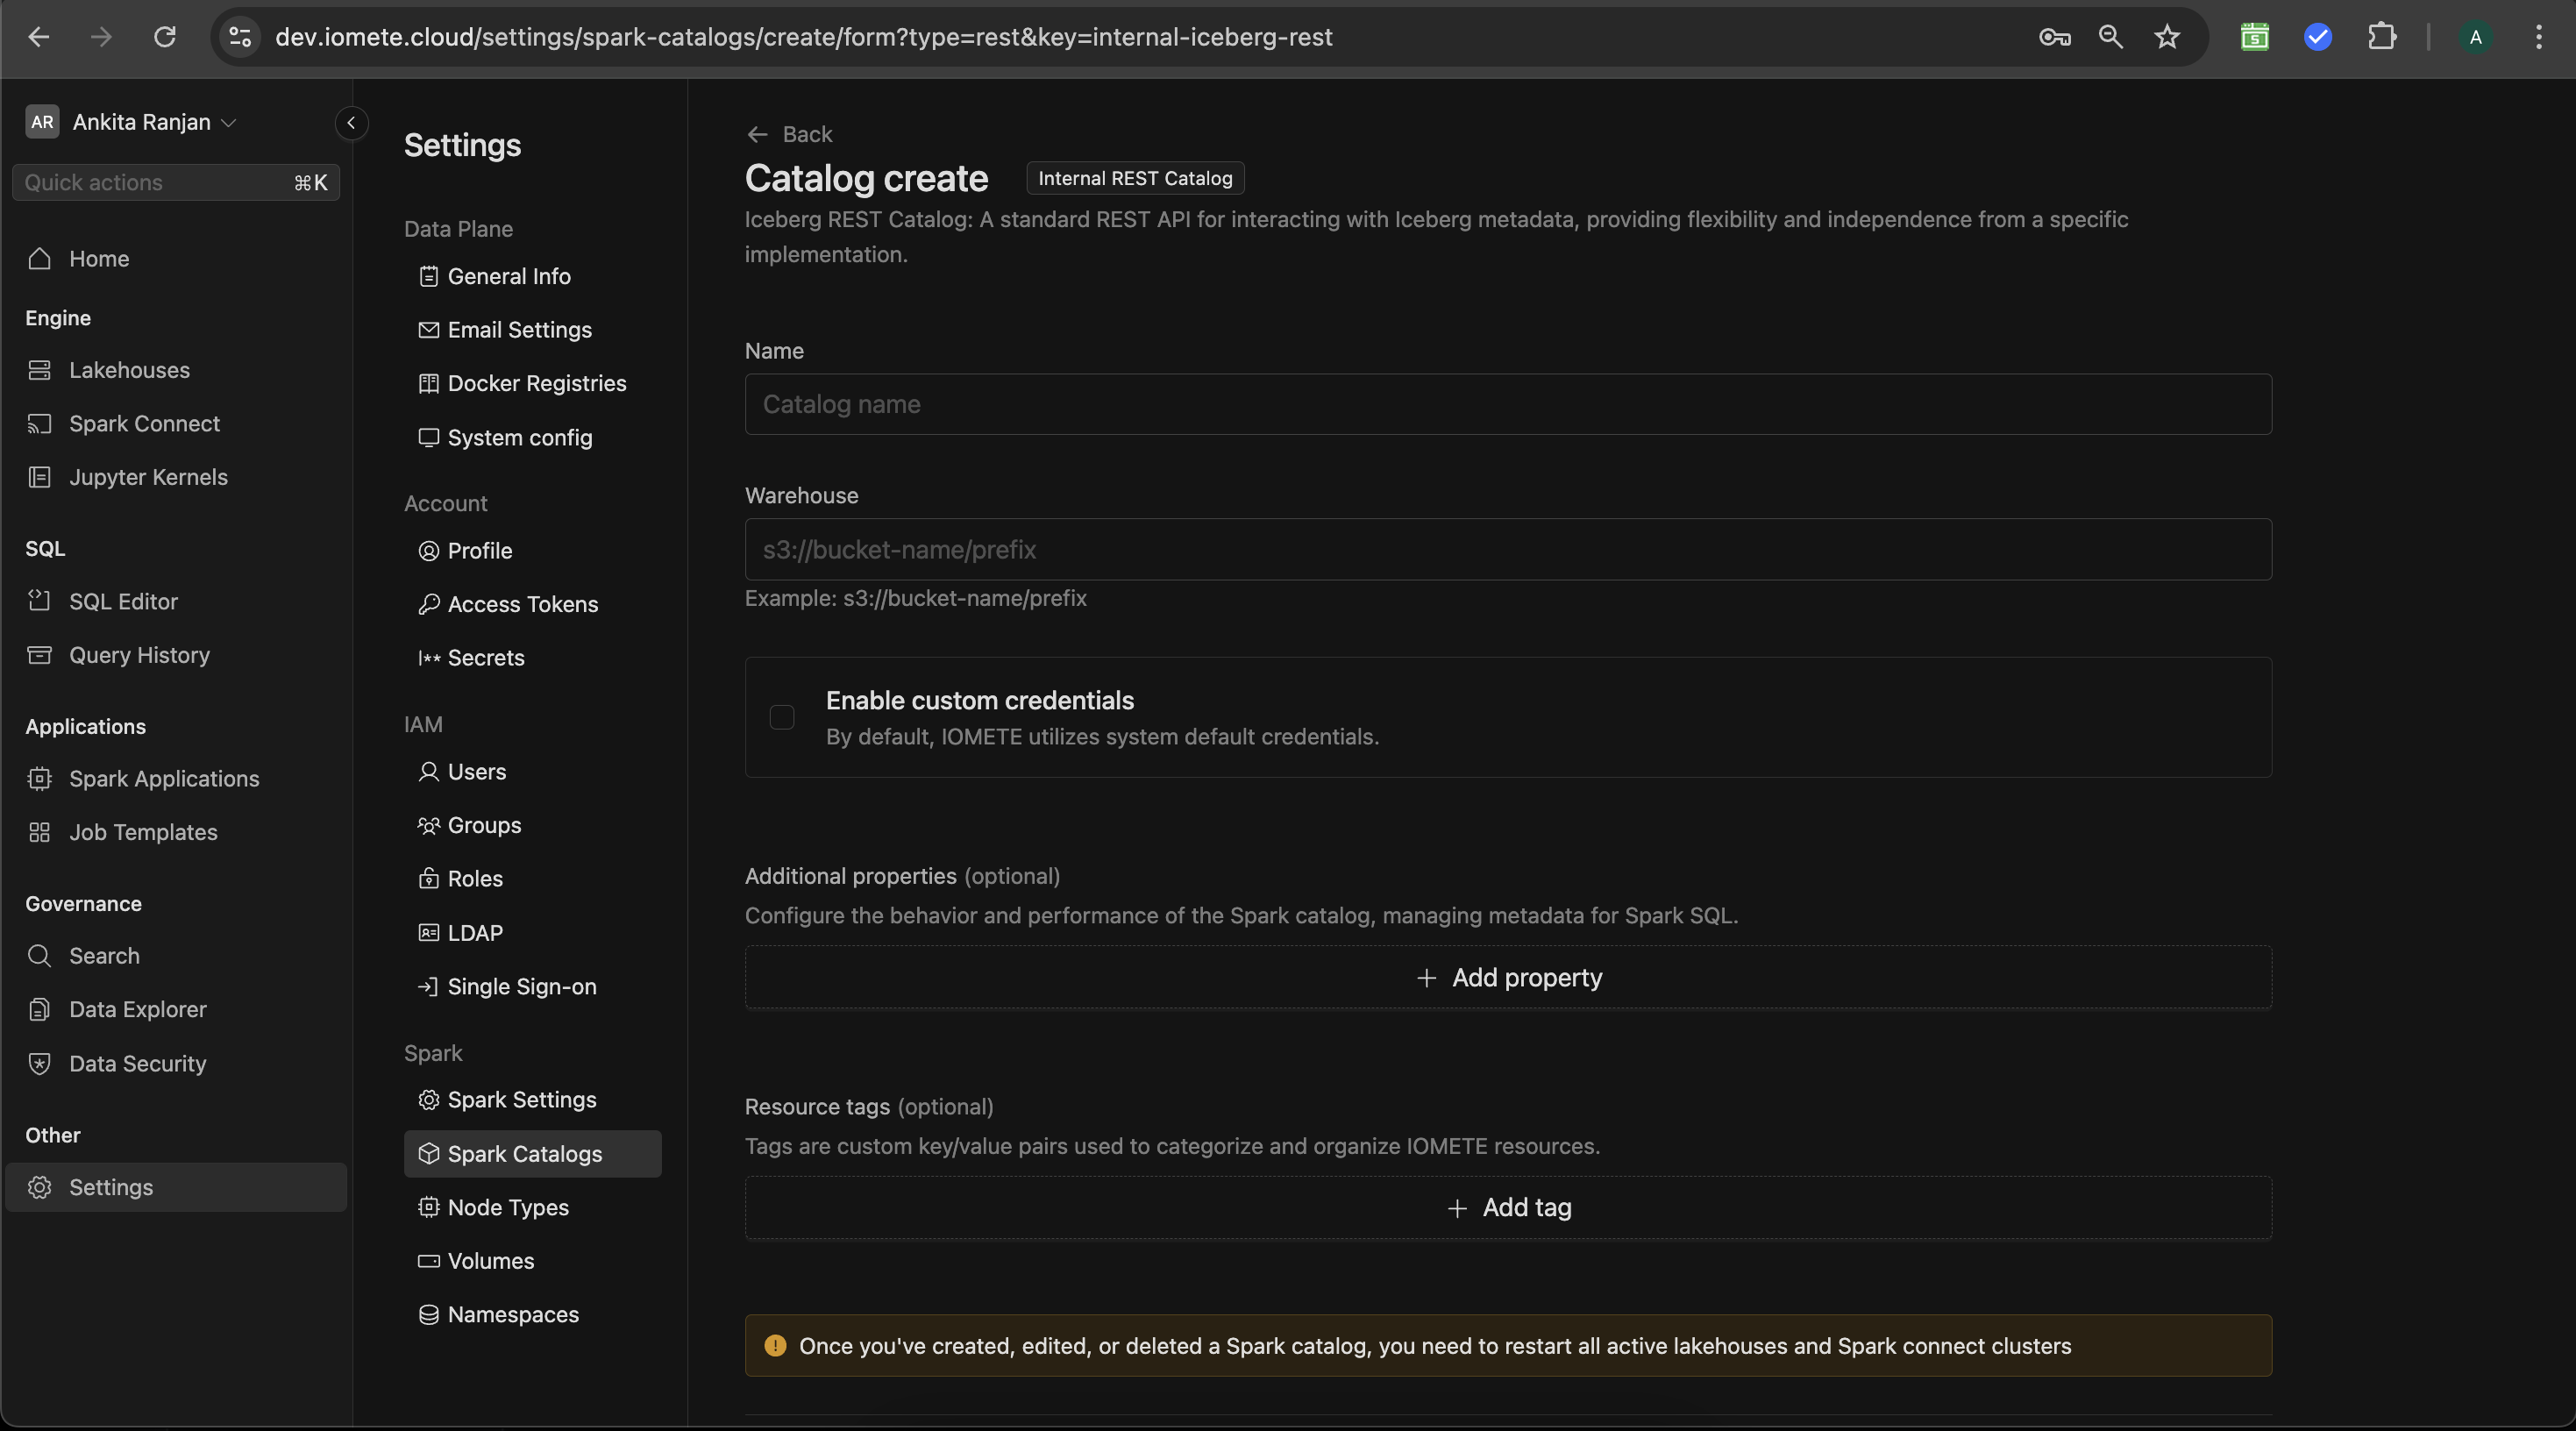 dev.iomete.cloud/settings/spark-catalogs/create/form?type=rest&key=internal-iceberg-rest
S
A
AR
Ankita Ranjan
Quick actions
⌘K
Home
Engine
Lakehouses
Spark Connect
Jupyter Kernels
SQL
SQL Editor
Query History
Applications
Spark Applications
Job Templates
Governance
Search
Data Explorer
Data Security
Other
Settings
Settings
Data Plane
General Info
Email Settings
Docker Registries
System config
Account
Profile
Access Tokens
Secrets
IAM
Users
Groups
Roles
LDAP
Single Sign-on
Spark
Spark Settings
Spark Catalogs
Node Types
Volumes
Namespaces
Back
Catalog create
Internal REST Catalog
Iceberg REST Catalog: A standard REST API for interacting with Iceberg metadata, providing flexibility and independence from a specific
implementation.
Name
Catalog name
Warehouse
s3://bucket-name/prefix
Example: s3://bucket-name/prefix
Enable custom credentials
By default, IOMETE utilizes system default credentials.
Additional properties (optional)
Configure the behavior and performance of the Spark catalog, managing metadata for Spark SQL.
+ Add property
Resource tags (optional)
Tags are custom key/value pairs used to categorize and organize IOMETE resources.
+ Add tag
Once you've created, edited, or deleted a Spark catalog, you need to restart all active lakehouses and Spark connect clusters